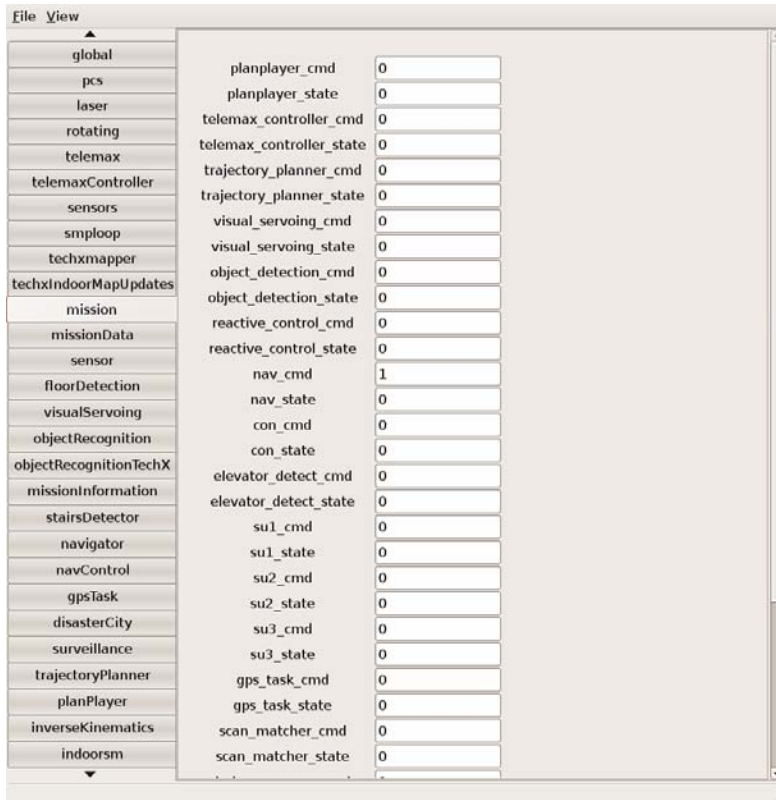 File View
global
pcs
laser
rotating
telemax
telemaxController
sensors
smploop
techxmapper
techxIndoorMapUpdates
mission
missionData
sensor
floorDetection
visualServoing
objectRecognition
objectRecognitionTechX
missionInformation
stairsDetector
navigator
navControl
gpsTask
disasterCity
surveillance
trajectoryPlanner
planPlayer
inverseKinematics
indoorsm
planplayer_cmd 0
planplayer_state 0
telemax_controller_cmd 0
telemax_controller_state 0
trajectory_planner_cmd 0
trajectory_planner_state 0
visual_servoing_cmd 0
visual_servoing_state 0
object_detection_cmd 0
object_detection_state 0
reactive_control_cmd 0
reactive_control_state 0
nav_cmd 1
nav_state 0
con_cmd 0
con_state 0
elevator_detect_cmd 0
elevator_detect_state 0
su1_cmd 0
su1_state 0
su2_cmd 0
su2_state 0
su3_cmd 0
su3_state 0
gps_task_cmd 0
gps_task_state 0
scan_matcher_cmd 0
scan_matcher_state 0